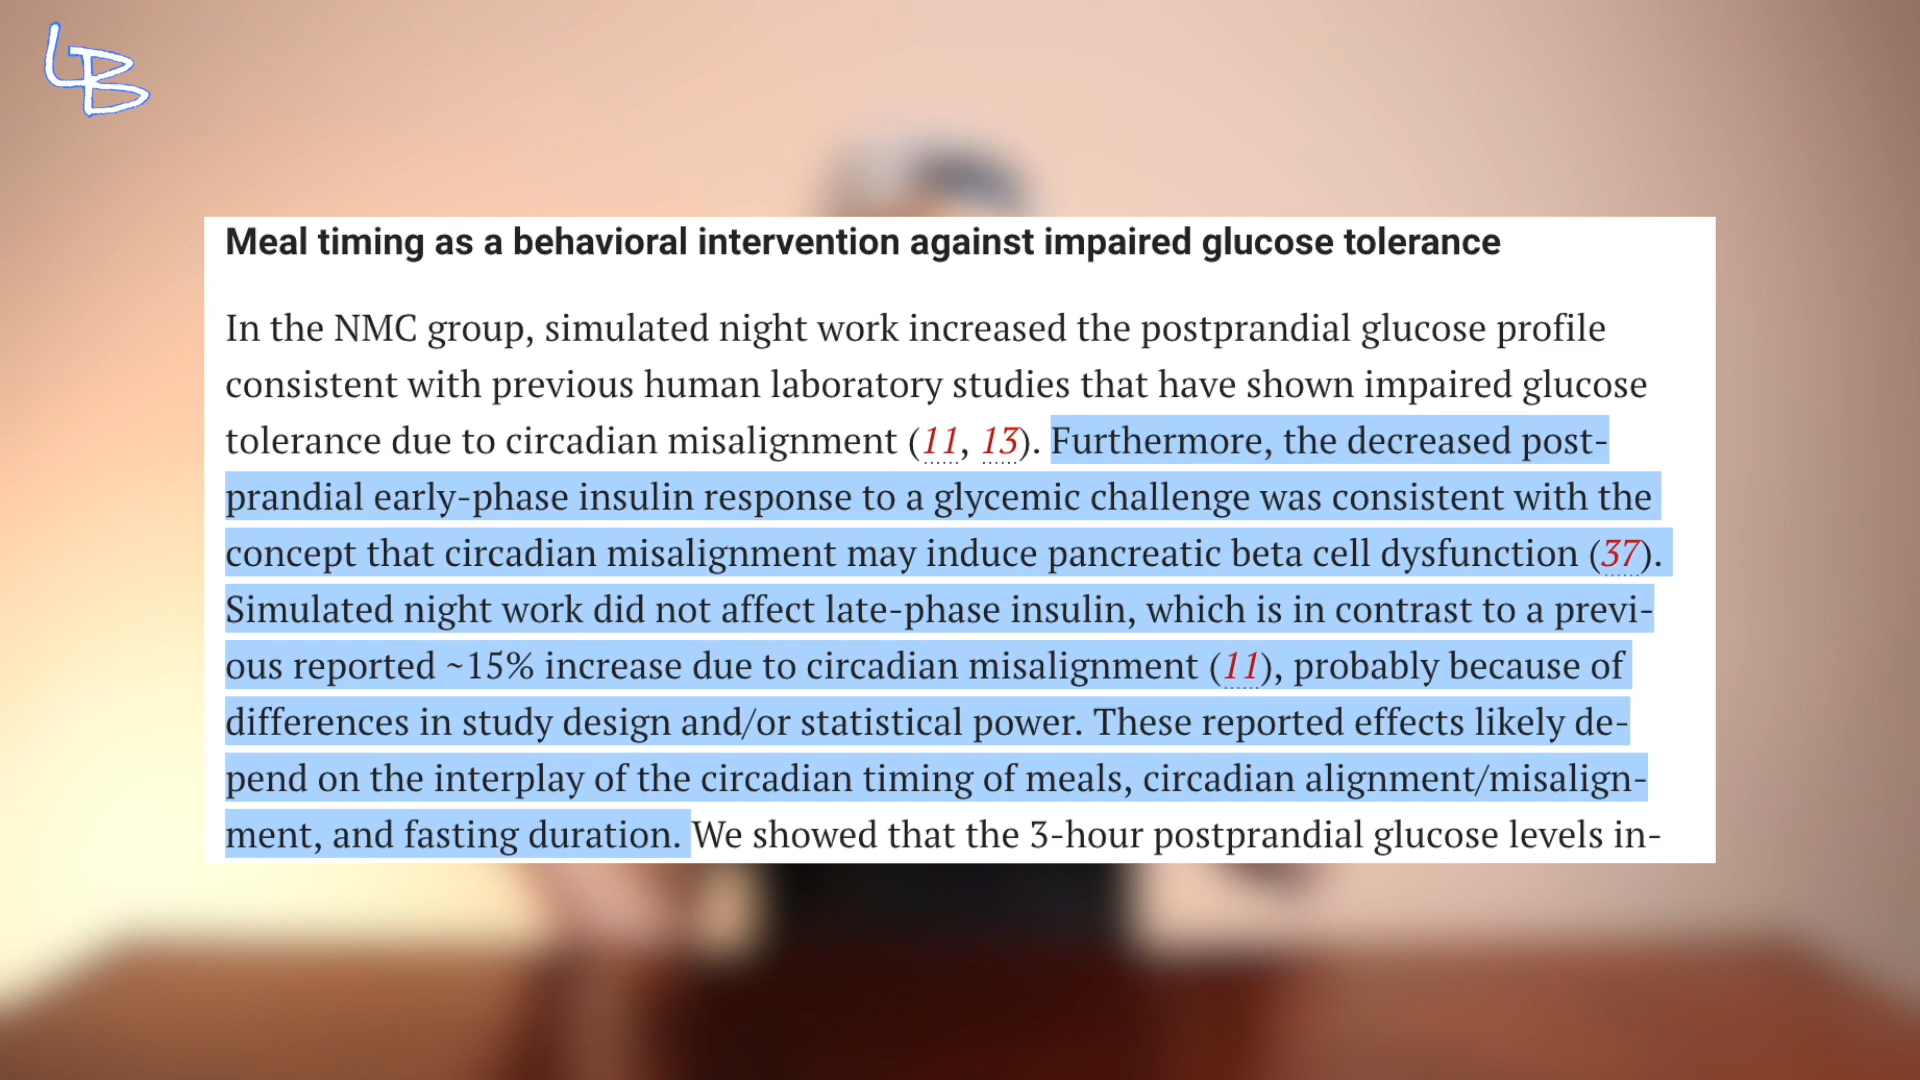 LB
Meal timing as a behavioral intervention against impaired glucose tolerance
In the NMC group, simulated night work increased the postprandial glucose profile
consistent with previous human laboratory studies that have shown impaired glucose
tolerance due to circadian misalignment (11, 13). Furthermore, the decreased post-
prandial early-phase insulin response to a glycemic challenge was consistent with the
concept that circadian misalignment may induce pancreatic beta cell dysfunction (37).
Simulated night work did not affect late-phase insulin, which is in contrast to a previ-
ous reported ~15% increase due to circadian misalignment (11), probably because of
differences in study design and/or statistical power. These reported effects likely de-
pend on the interplay of the circadian timing of meals, circadian alignment/misalign-
ment, and fasting duration. We showed that the 3-hour postprandial glucose levels in-